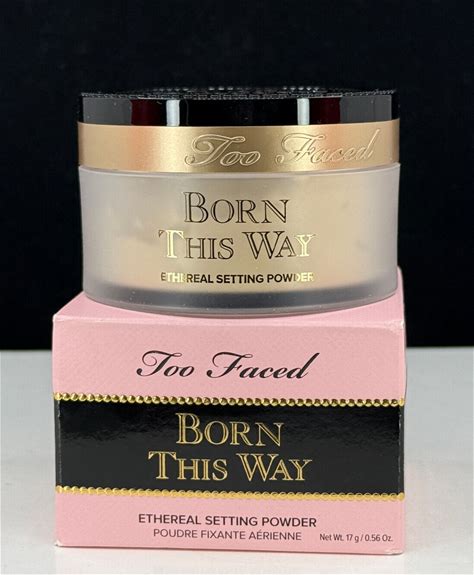 Too Faced
BORN
THIS WAY
ETHEREAL SETTING POWDER
Too Faced
BORN
THIS WAY
ETHEREAL SETTING POWDER
POUDRE FIXANTE AÉRIENNE Net Wt. 17 g / 0.56 Oz.